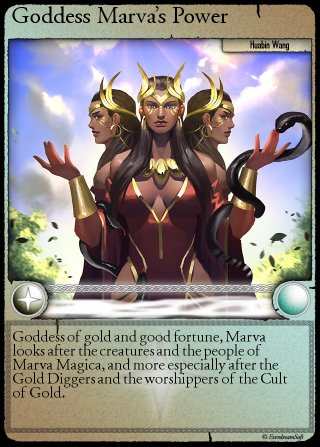 Goddess Marva's Power
Huabin Wang
Goddess of gold and good fortune, Marva
looks after the creatures and the people of
Marva Magica, and more especially after the
Gold Diggers and the worshippers of the Cult
of Gold.
© EverdreamSoft